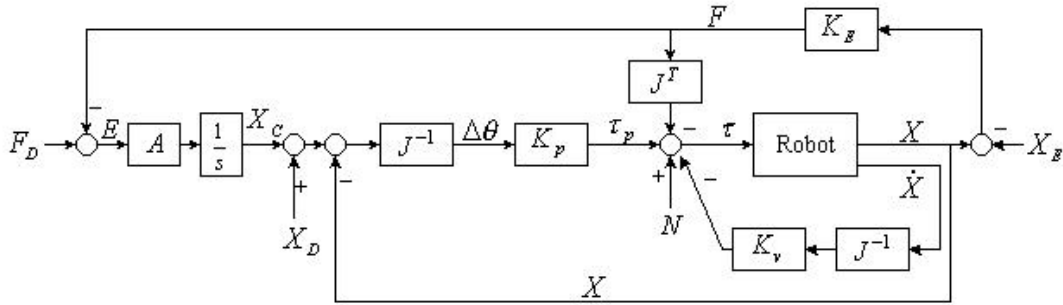 F
K_E
J^T
−
−
−
F_D
E
A
1/s
X_C
J^{-1}
Δθ
K_p
τ_p
τ
Robot
X
X_E
+
−
+
−
Ẋ
X_D
N
K_v
J^{-1}
X